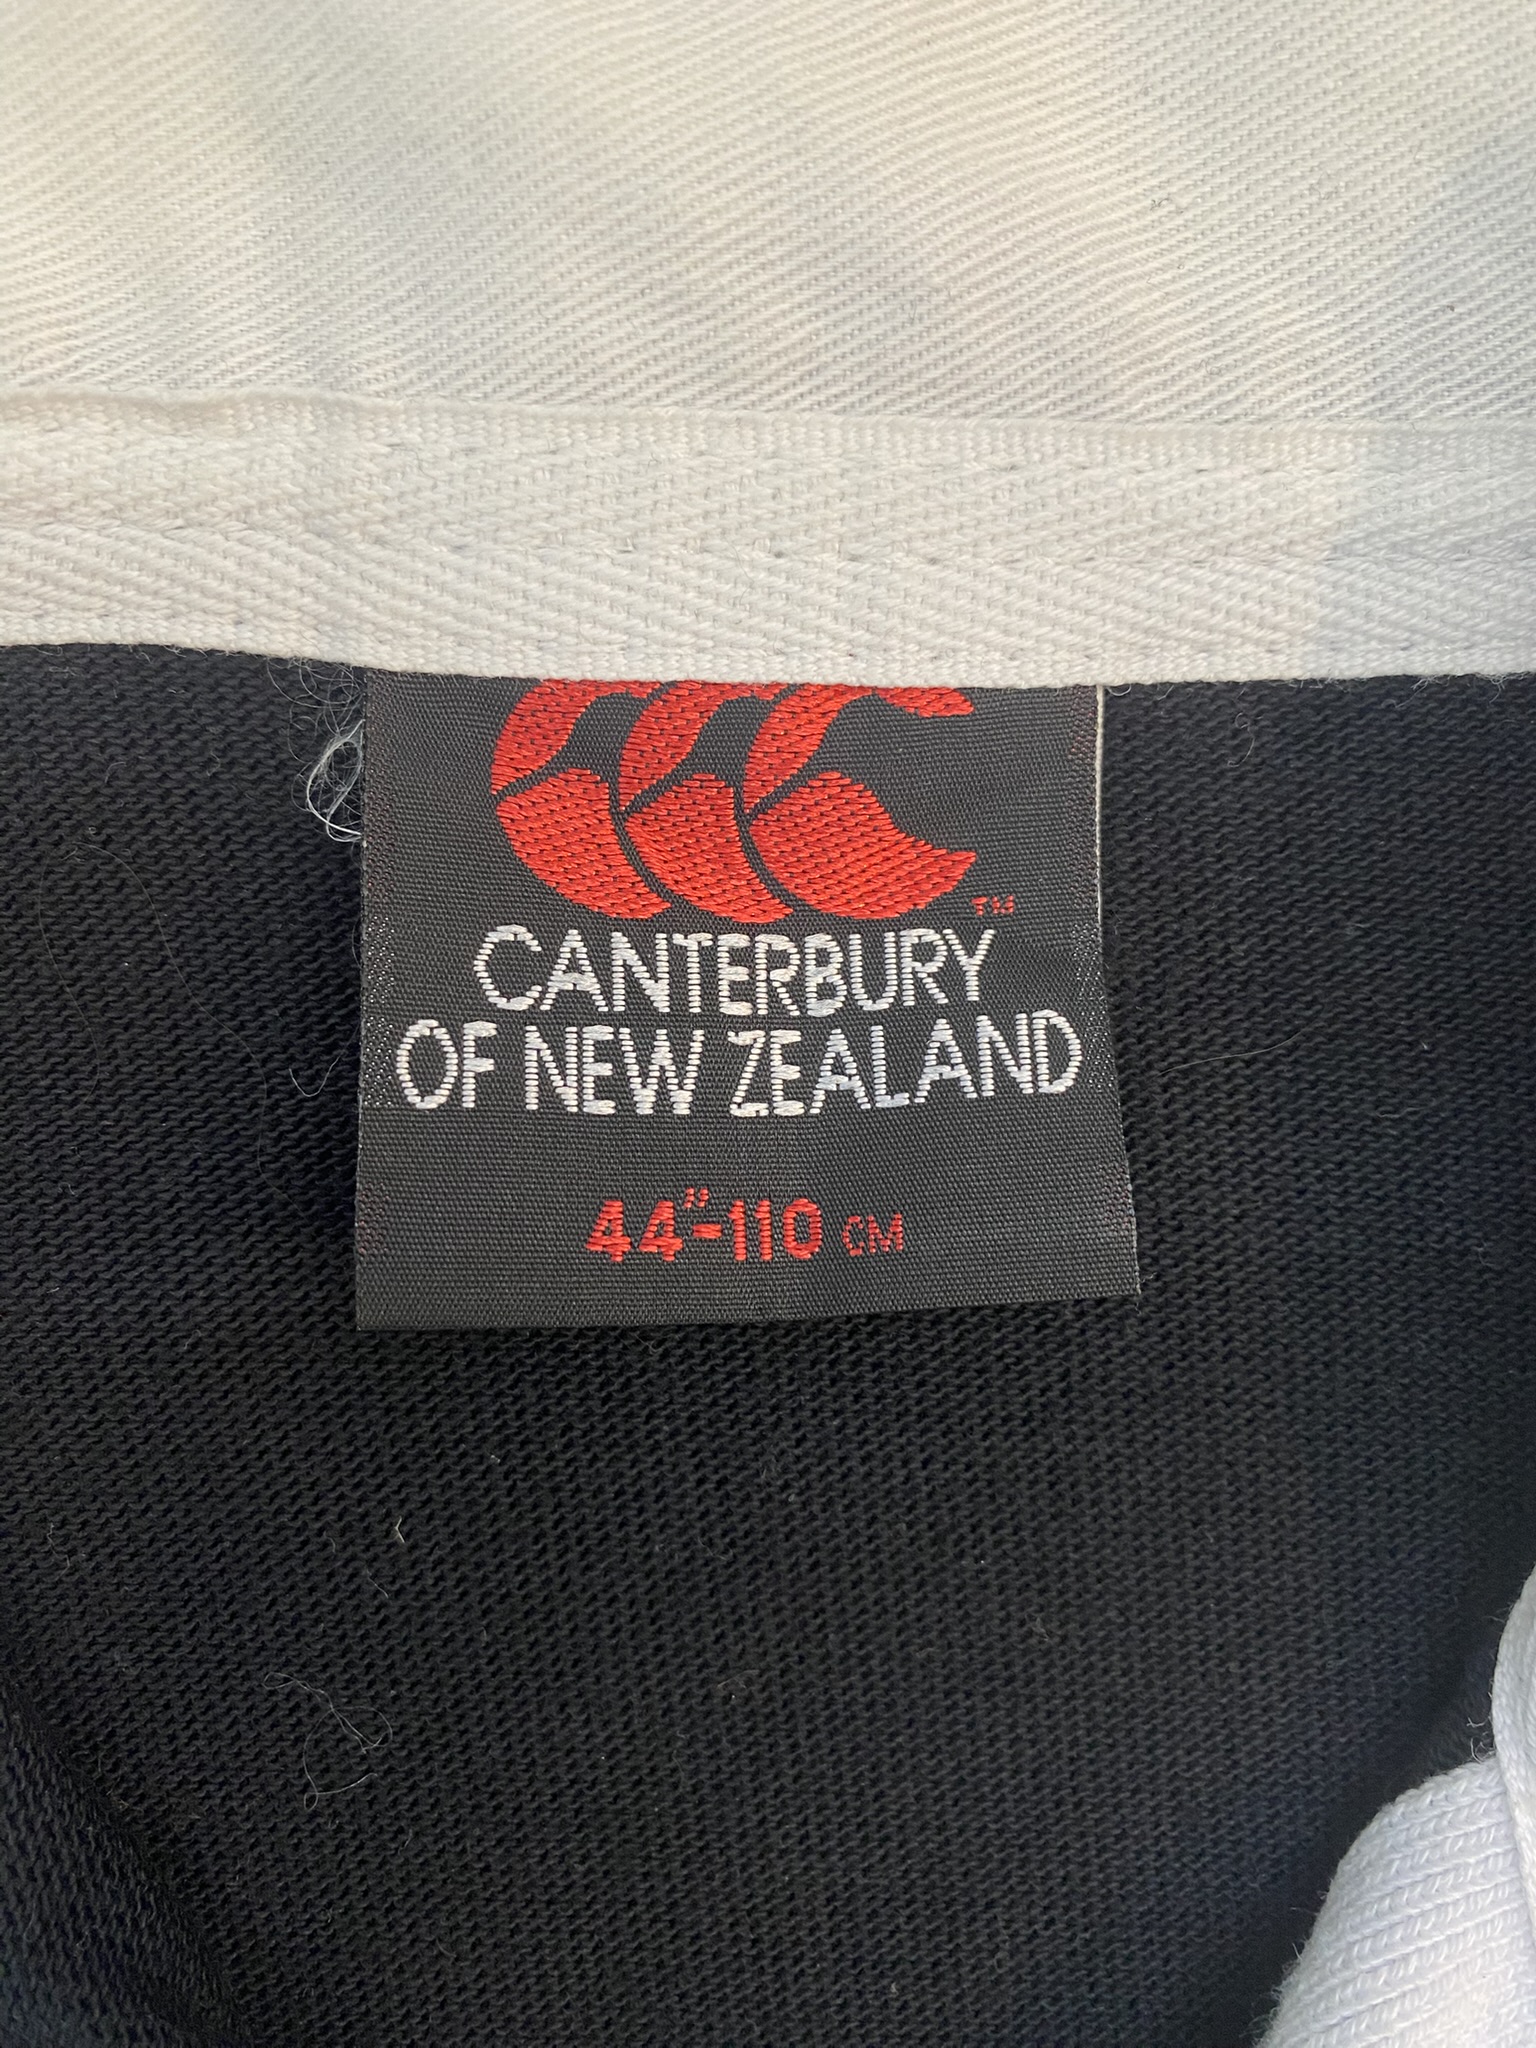 TM
CANTERBURY
OF NEW ZEALAND
44"-110 CM